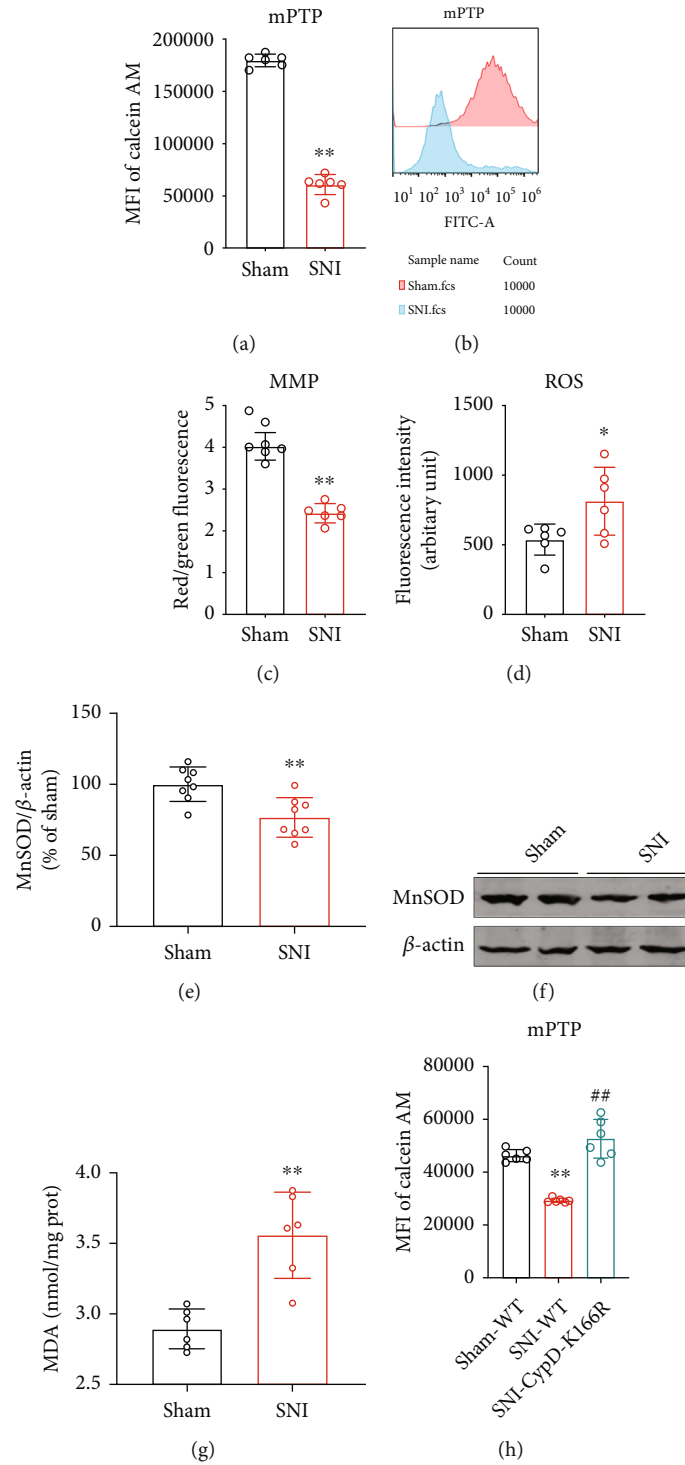 mPTP
200000
150000
100000
50000
0
MFI of calcein AM
**
Sham
SNI
(a)
mPTP
10¹ 10² 10³ 10⁴ 10⁵ 10⁶
FITC-A
Sample name Count
Sham.fcs 10000
SNI.fcs 10000
(b)
MMP
5
4
3
2
1
0
Red/green fluorescence
**
Sham
SNI
(c)
ROS
1500
1000
500
0
Fluorescence intensity
(arbitary unit)
*
Sham
SNI
(d)
150
100
50
0
MnSOD/β-actin
(% of sham)
**
Sham
SNI
(e)
Sham
SNI
MnSOD
β-actin
(f)
4.0
3.5
3.0
2.5
MDA (nmol/mg prot)
**
Sham
SNI
(g)
mPTP
80000
60000
40000
20000
0
MFI of calcein AM
**
##
Sham-WT
SNI-WT
SNI-CypD-K166R
(h)